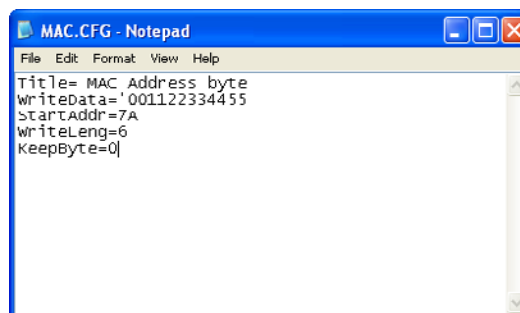 MAC.CFG - Notepad
File Edit Format View Help
Title= MAC Address byte
WriteData='001122334455
StartAddr=7A
WriteLeng=6
KeepByte=0